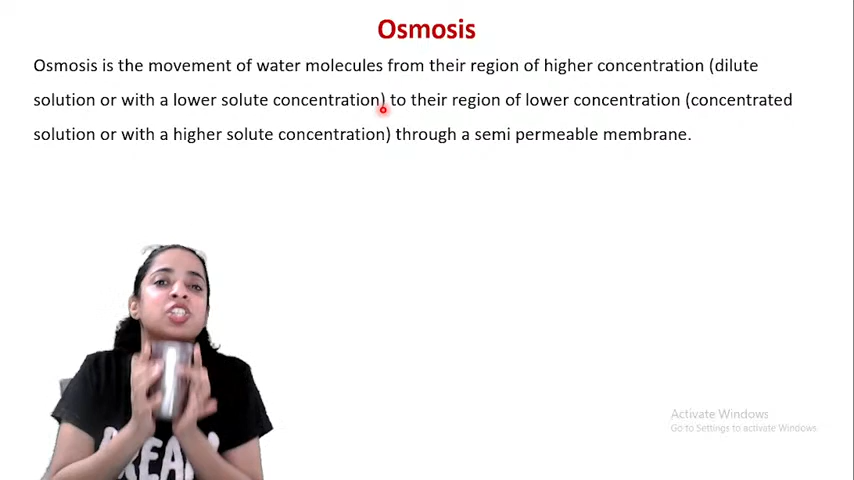 Osmosis
Osmosis is the movement of water molecules from their region of higher concentration (dilute
solution or with a lower solute concentration) to their region of lower concentration (concentrated
solution or with a higher solute concentration) through a semi permeable membrane.
Activate Windows
Go to Settings to activate Windows.